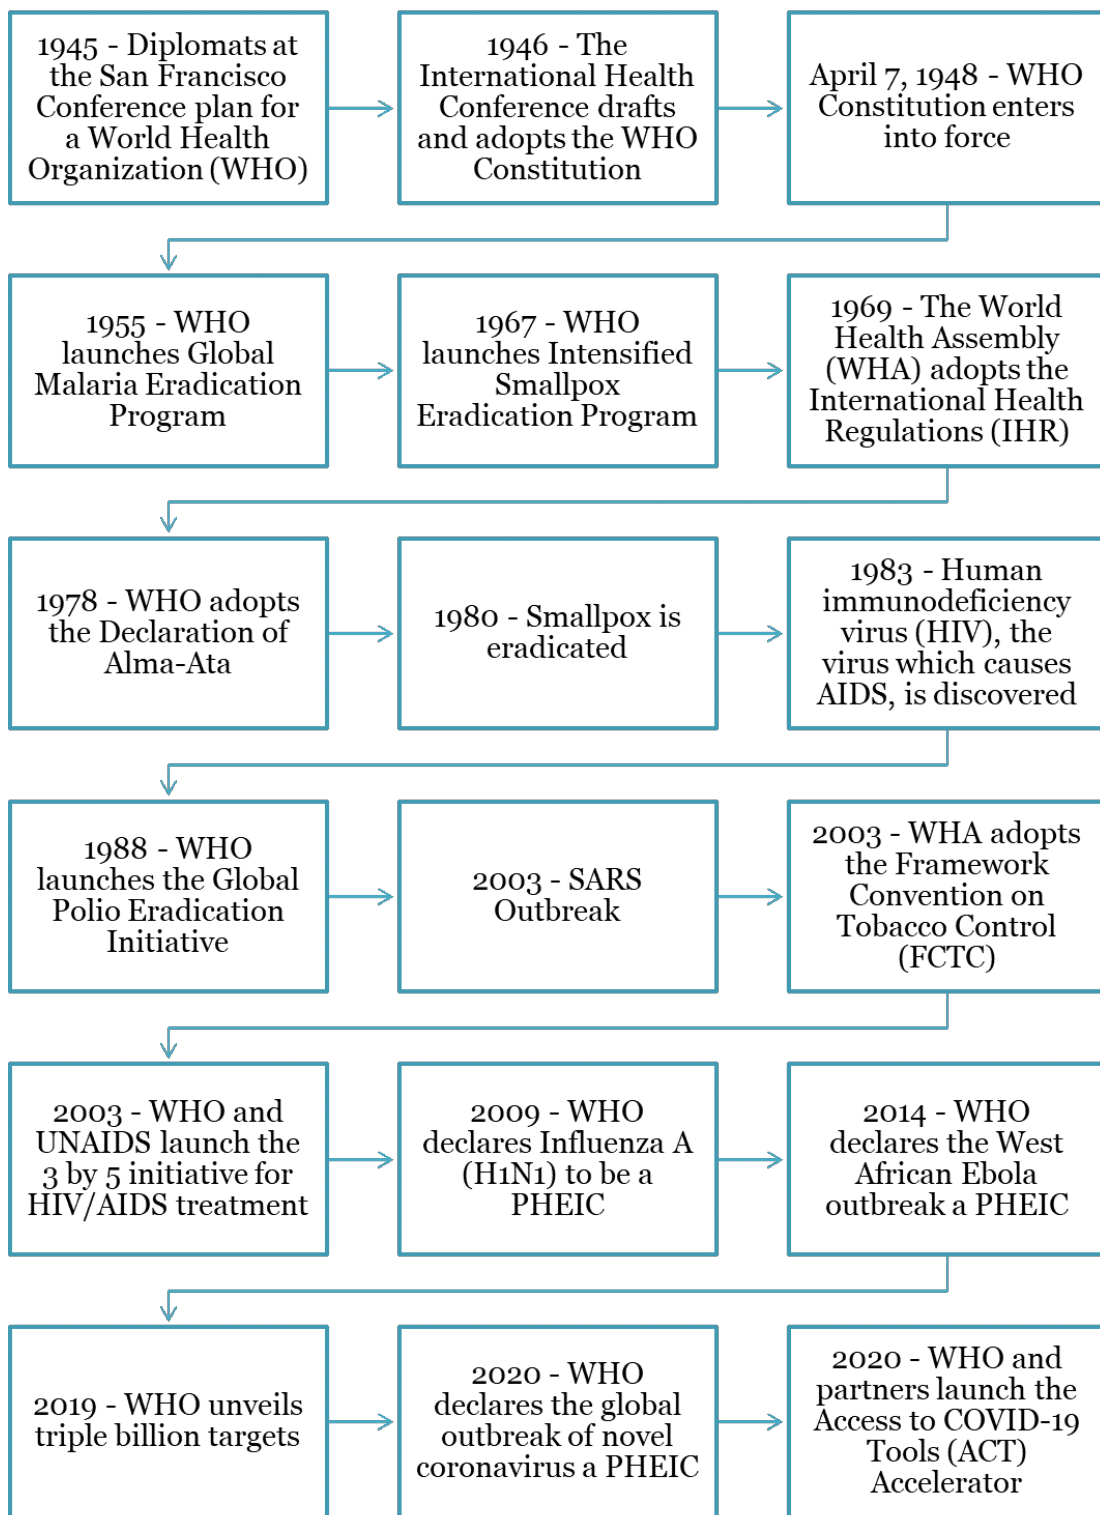 1945 - Diplomats at
the San Francisco
Conference plan for
a World Health
Organization (WHO)
1946 - The
International Health
Conference drafts
and adopts the WHO
Constitution
April 7, 1948 - WHO
Constitution enters
into force
1955 - WHO
launches Global
Malaria Eradication
Program
1967 - WHO
launches Intensified
Smallpox
Eradication Program
1969 - The World
Health Assembly
(WHA) adopts the
International Health
Regulations (IHR)
1978 - WHO adopts
the Declaration of
Alma-Ata
1980 - Smallpox is
eradicated
1983 - Human
immunodeficiency
virus (HIV), the
virus which causes
AIDS, is discovered
1988 - WHO
launches the Global
Polio Eradication
Initiative
2003 - SARS
Outbreak
2003 - WHA adopts
the Framework
Convention on
Tobacco Control
(FCTC)
2003 - WHO and
UNAIDS launch the
3 by 5 initiative for
HIV/AIDS treatment
2009 - WHO
declares Influenza A
(H1N1) to be a
PHEIC
2014 - WHO
declares the West
African Ebola
outbreak a PHEIC
2019 - WHO unveils
triple billion targets
2020 - WHO
declares the global
outbreak of novel
coronavirus a PHEIC
2020 - WHO and
partners launch the
Access to COVID-19
Tools (ACT)
Accelerator